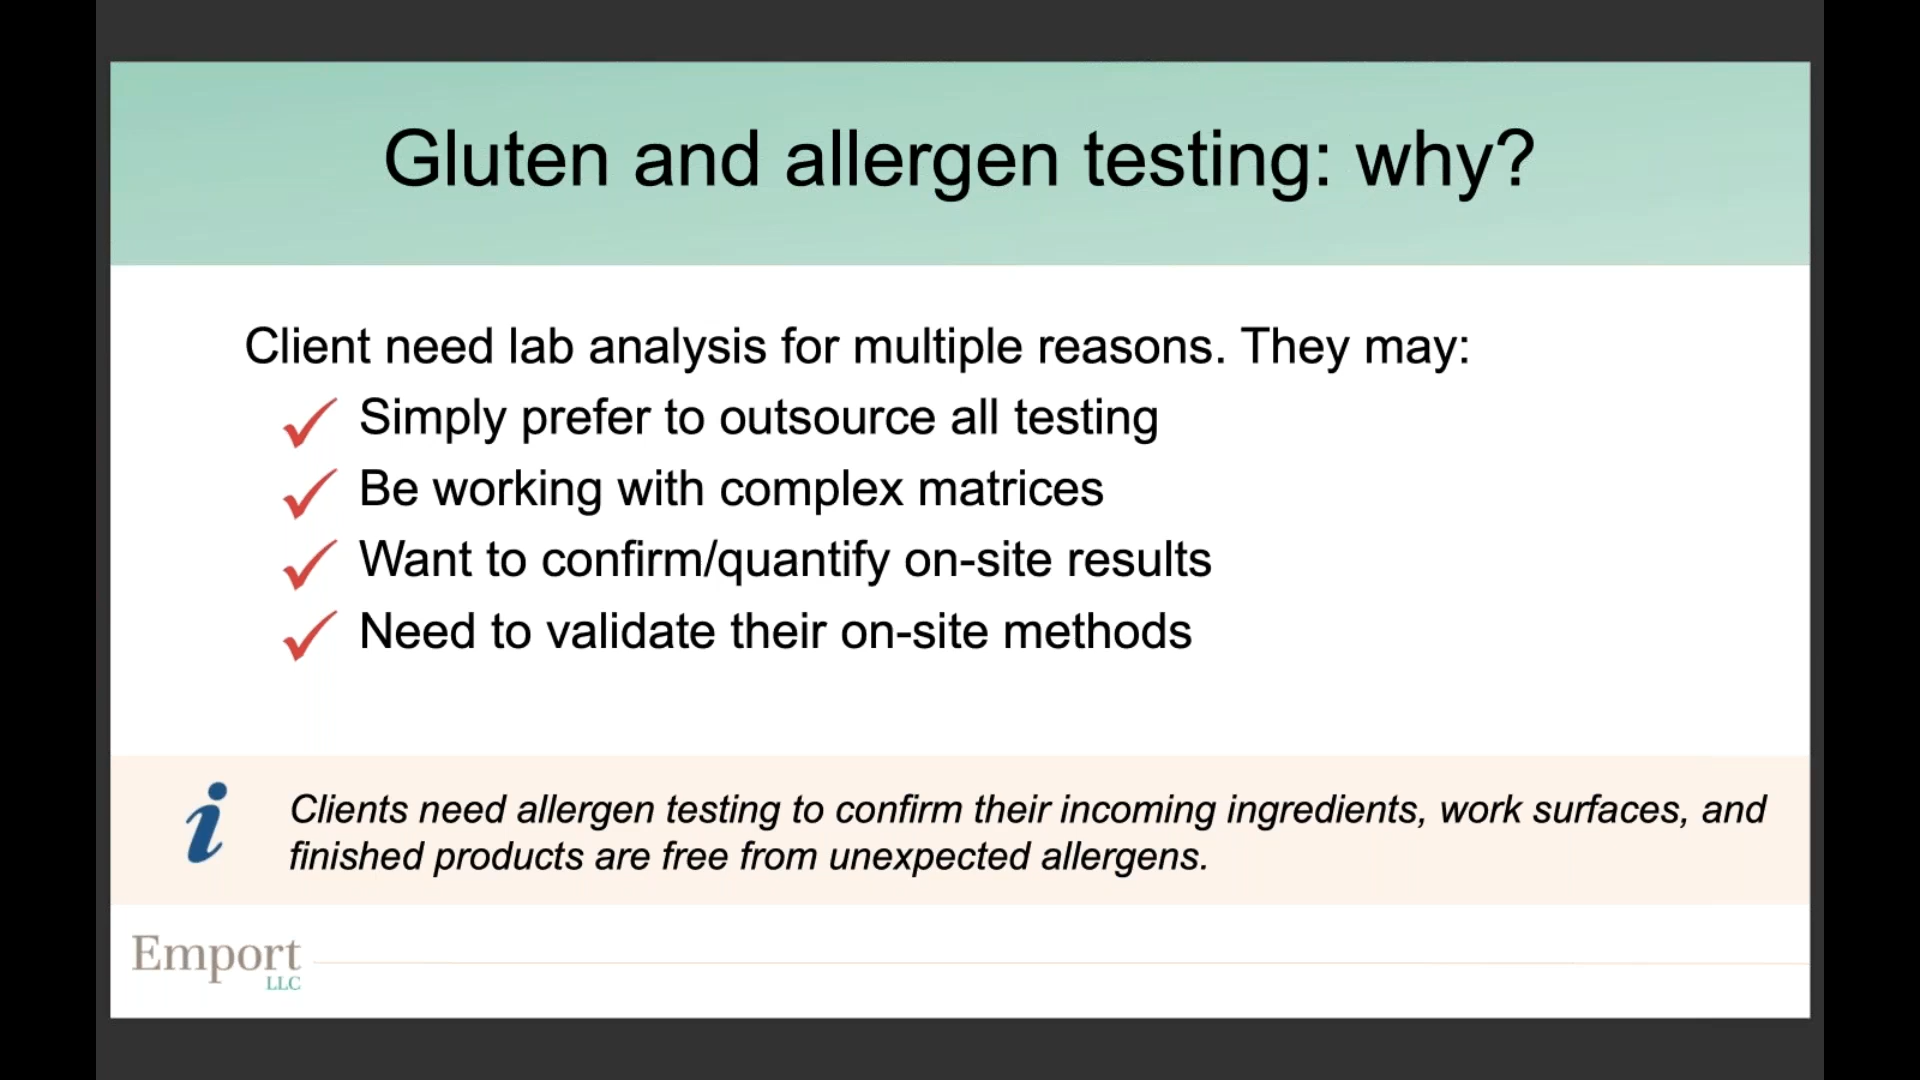 Gluten and allergen testing: why?
Client need lab analysis for multiple reasons. They may:
Simply prefer to outsource all testing
Be working with complex matrices
Want to confirm/quantify on-site results
Need to validate their on-site methods
Clients need allergen testing to confirm their incoming ingredients, work surfaces, and
finished products are free from unexpected allergens.
Emport
LLC